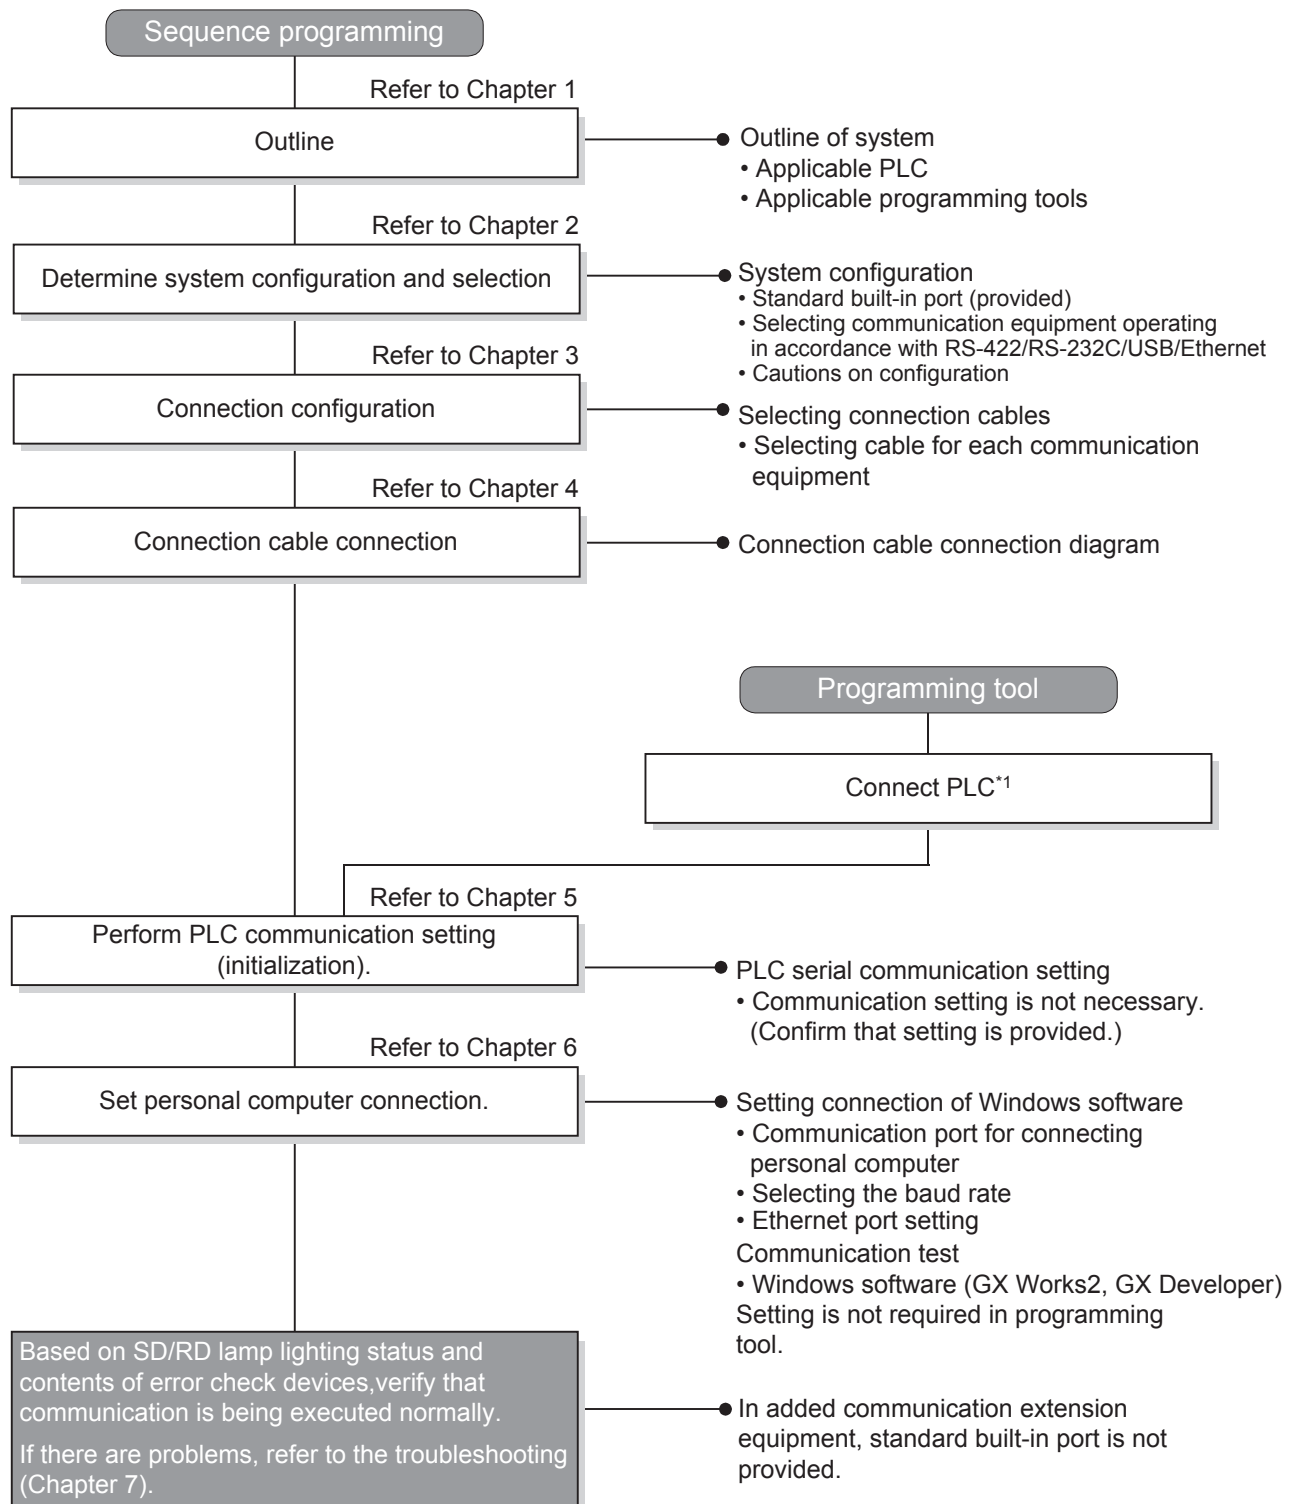 Sequence programming
Refer to Chapter 1
Outline
Outline of system
• Applicable PLC
• Applicable programming tools
Refer to Chapter 2
Determine system configuration and selection
System configuration
• Standard built-in port (provided)
• Selecting communication equipment operating
in accordance with RS-422/RS-232C/USB/Ethernet
• Cautions on configuration
Refer to Chapter 3
Connection configuration
Selecting connection cables
• Selecting cable for each communication
equipment
Refer to Chapter 4
Connection cable connection
Connection cable connection diagram
Programming tool
Connect PLC*1
Refer to Chapter 5
Perform PLC communication setting
(initialization).
PLC serial communication setting
• Communication setting is not necessary.
(Confirm that setting is provided.)
Refer to Chapter 6
Set personal computer connection.
Setting connection of Windows software
• Communication port for connecting
personal computer
• Selecting the baud rate
• Ethernet port setting
Communication test
• Windows software (GX Works2, GX Developer)
Setting is not required in programming
tool.
Based on SD/RD lamp lighting status and
contents of error check devices,verify that
communication is being executed normally.
If there are problems, refer to the troubleshooting
(Chapter 7).
In added communication extension
equipment, standard built-in port is not
provided.